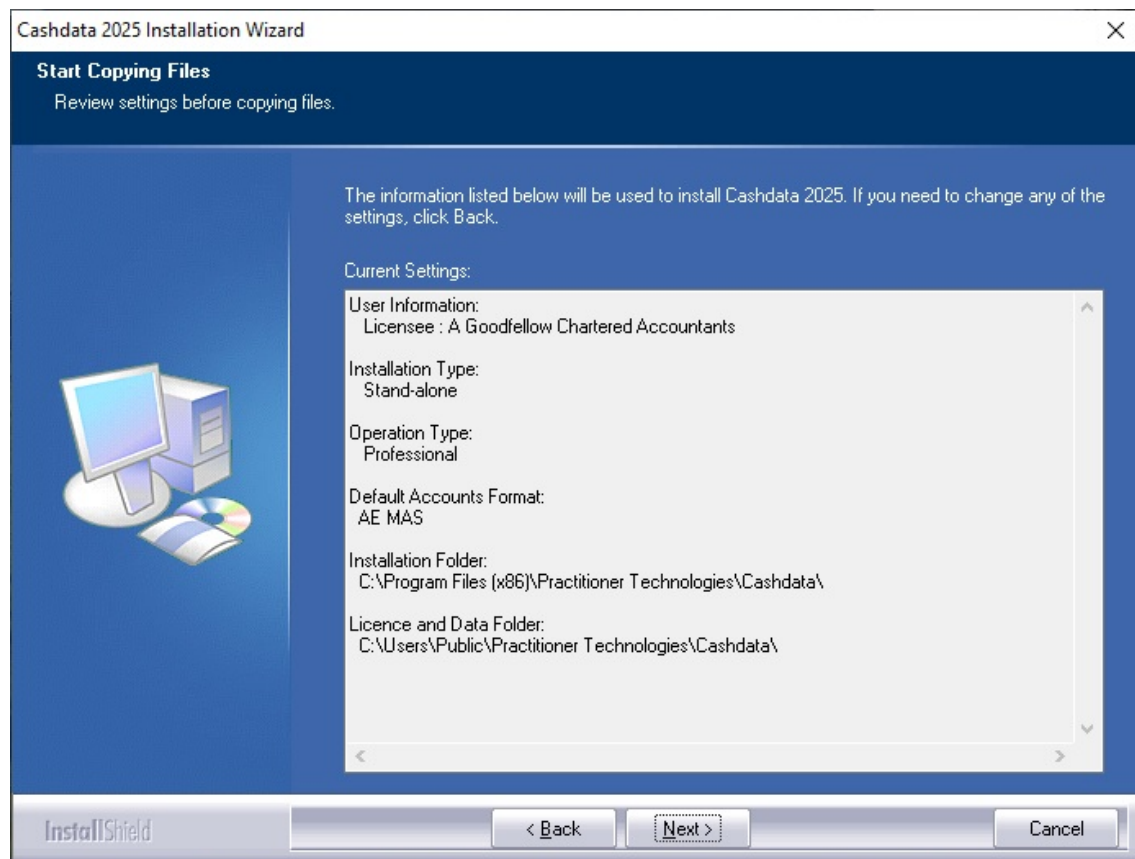 Cashdata 2025 Installation Wizard
Start Copying Files
Review settings before copying files.
The information listed below will be used to install Cashdata 2025. If you need to change any of the
settings, click Back.
Current Settings:
User Information:
Licensee : A Goodfellow Chartered Accountants
Installation Type:
Stand-alone
Operation Type:
Professional
Default Accounts Format:
AE MAS
Installation Folder:
C:\Program Files (x86)\Practitioner Technologies\Cashdata\
Licence and Data Folder:
C:\Users\Public\Practitioner Technologies\Cashdata\
InstallShield
< Back
Next >
Cancel